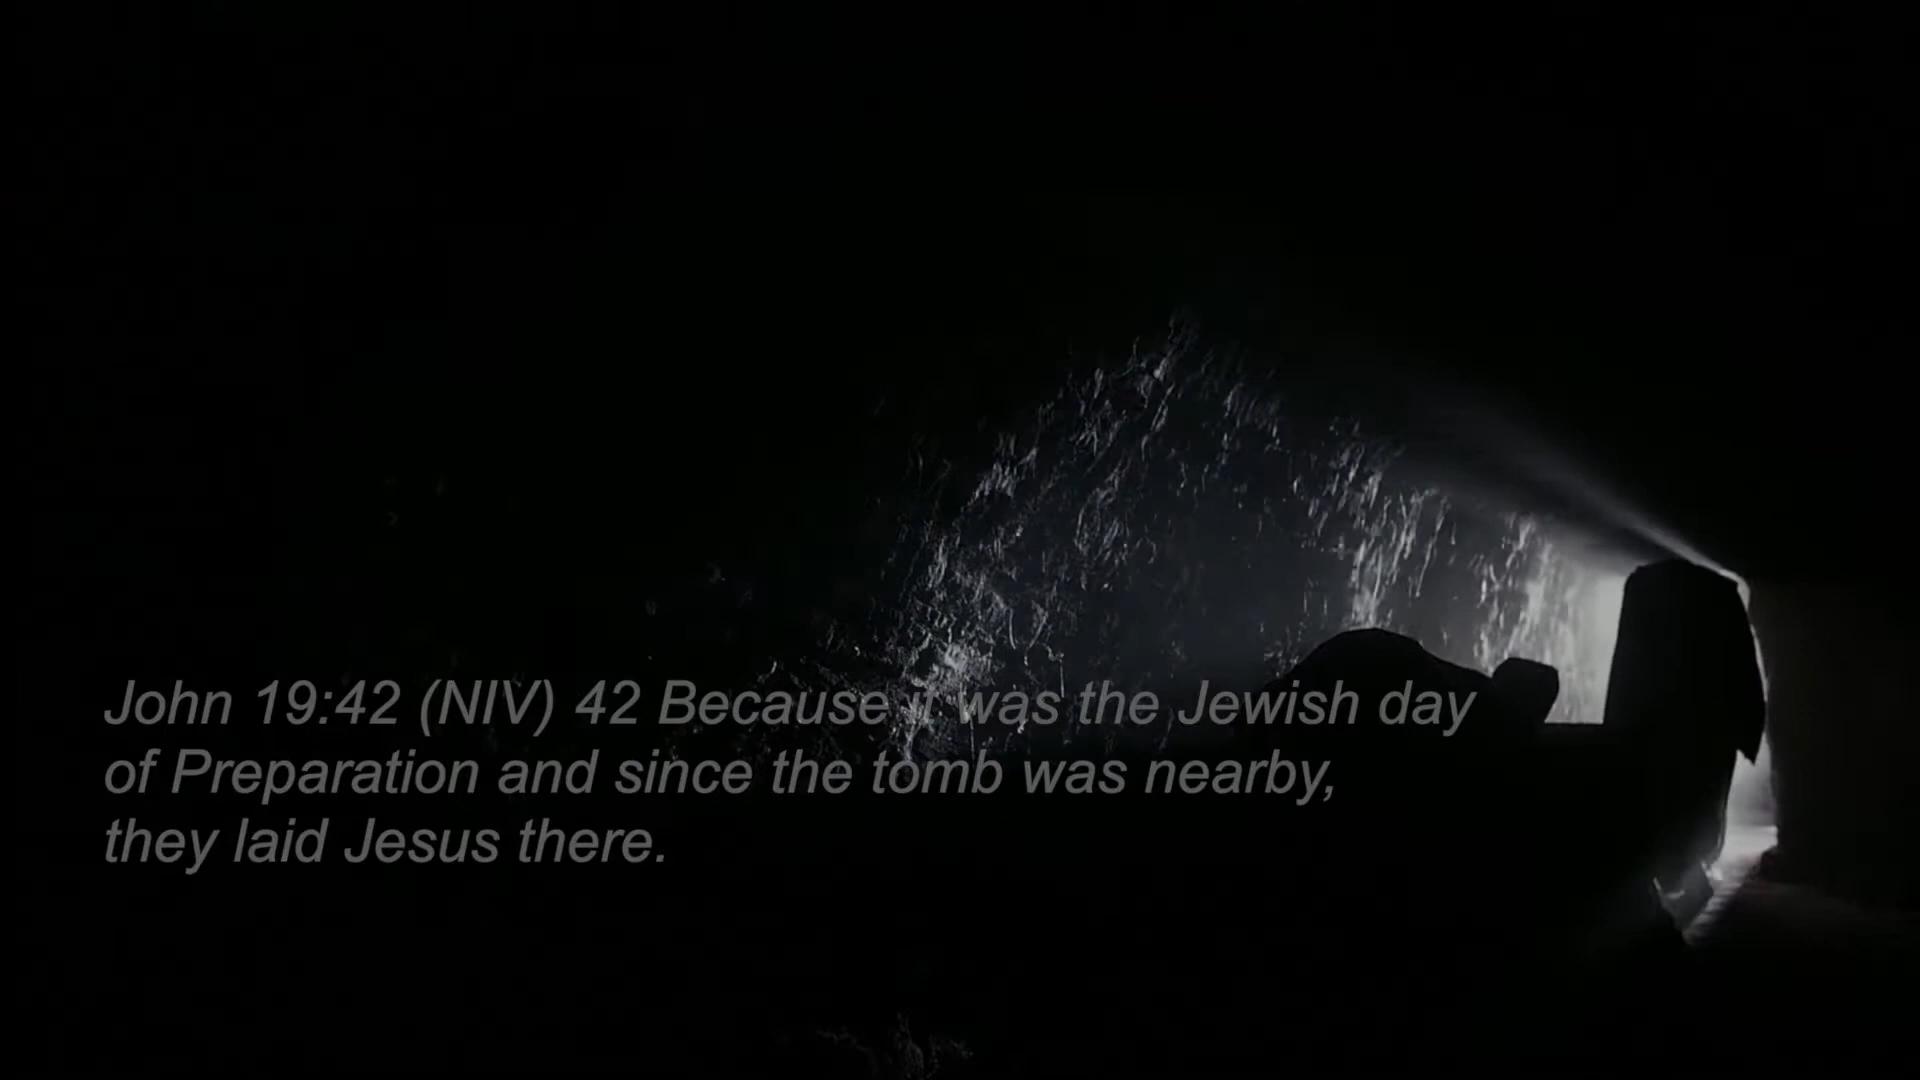 John 19:42 (NIV) 42 Because it was the Jewish day
of Preparation and since the tomb was nearby,
they laid Jesus there.